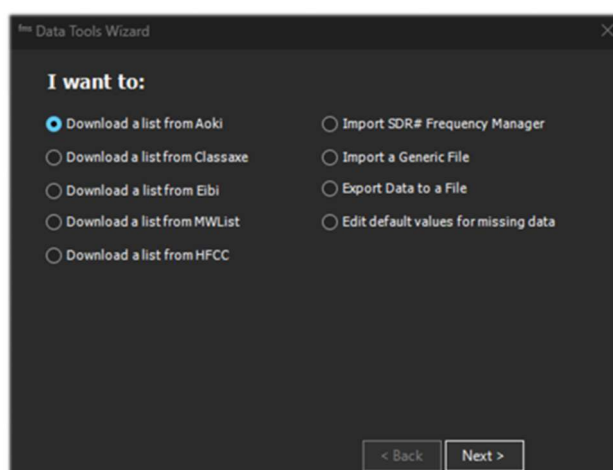 Data Tools Wizard
I want to:
Download a list from Aoki
Download a list from Classaxe
Download a list from Eibi
Download a list from MWList
Download a list from HFCC
Import SDR# Frequency Manager
Import a Generic File
Export Data to a File
Edit default values for missing data
< Back
Next >